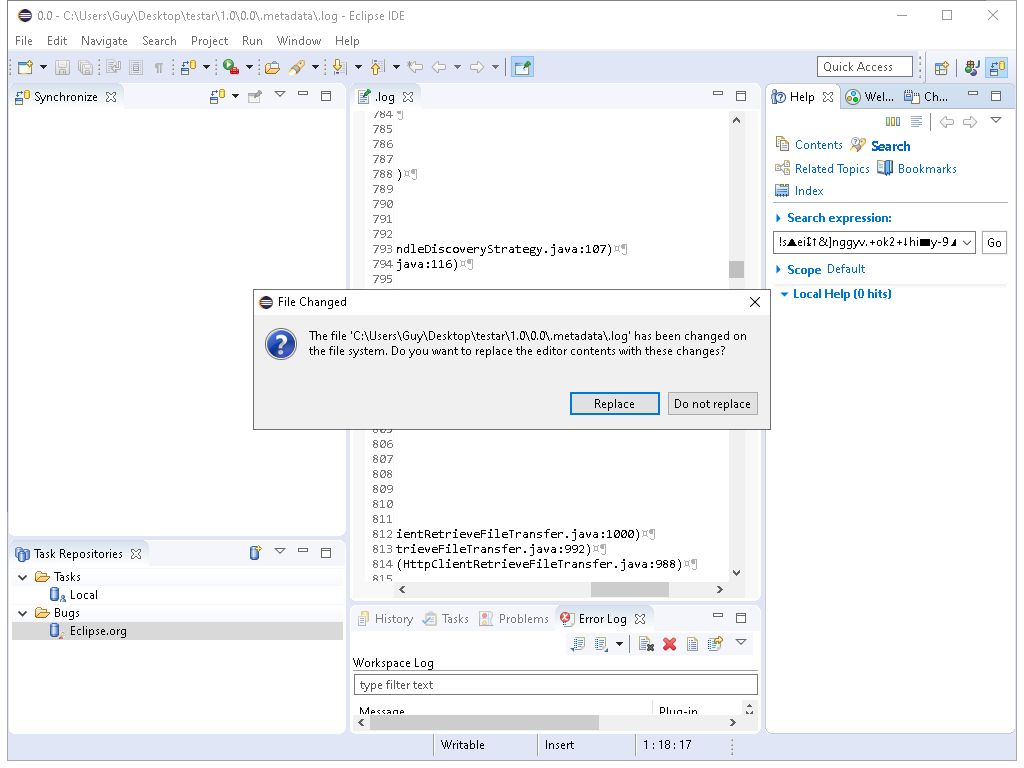 0.0 - C:\Users\Guy\Desktop\testar\1.0\0.0\.metadata\.log - Eclipse IDE
File Edit Navigate Search Project Run Window Help
Quick Access
Synchronize
.log
Help
Wel...
Ch...
784 ¶
785
786
787
788 )¤¶
789
790
791
792
793 ndleDiscoveryStrategy.java:107)¤¶
794 java:116)¤¶
795
Contents
Search
Related Topics
Bookmarks
Index
Search expression:
Go
Scope Default
Local Help (0 hits)
File Changed
The file 'C:\Users\Guy\Desktop\testar\1.0\0.0\.metadata\.log' has been changed on
the file system. Do you want to replace the editor contents with these changes?
Replace
Do not replace
805
806
807
808
809
810
811
812 ientRetrieveFileTransfer.java:1000)¤¶
813 trieveFileTransfer.java:992)¤¶
814 (HttpClientRetrieveFileTransfer.java:988)¤¶
815
Task Repositories
Tasks
Local
Bugs
Eclipse.org
History
Tasks
Problems
Error Log
Workspace Log
type filter text
Message
Plug-in
Writable
Insert
1 : 18 : 17